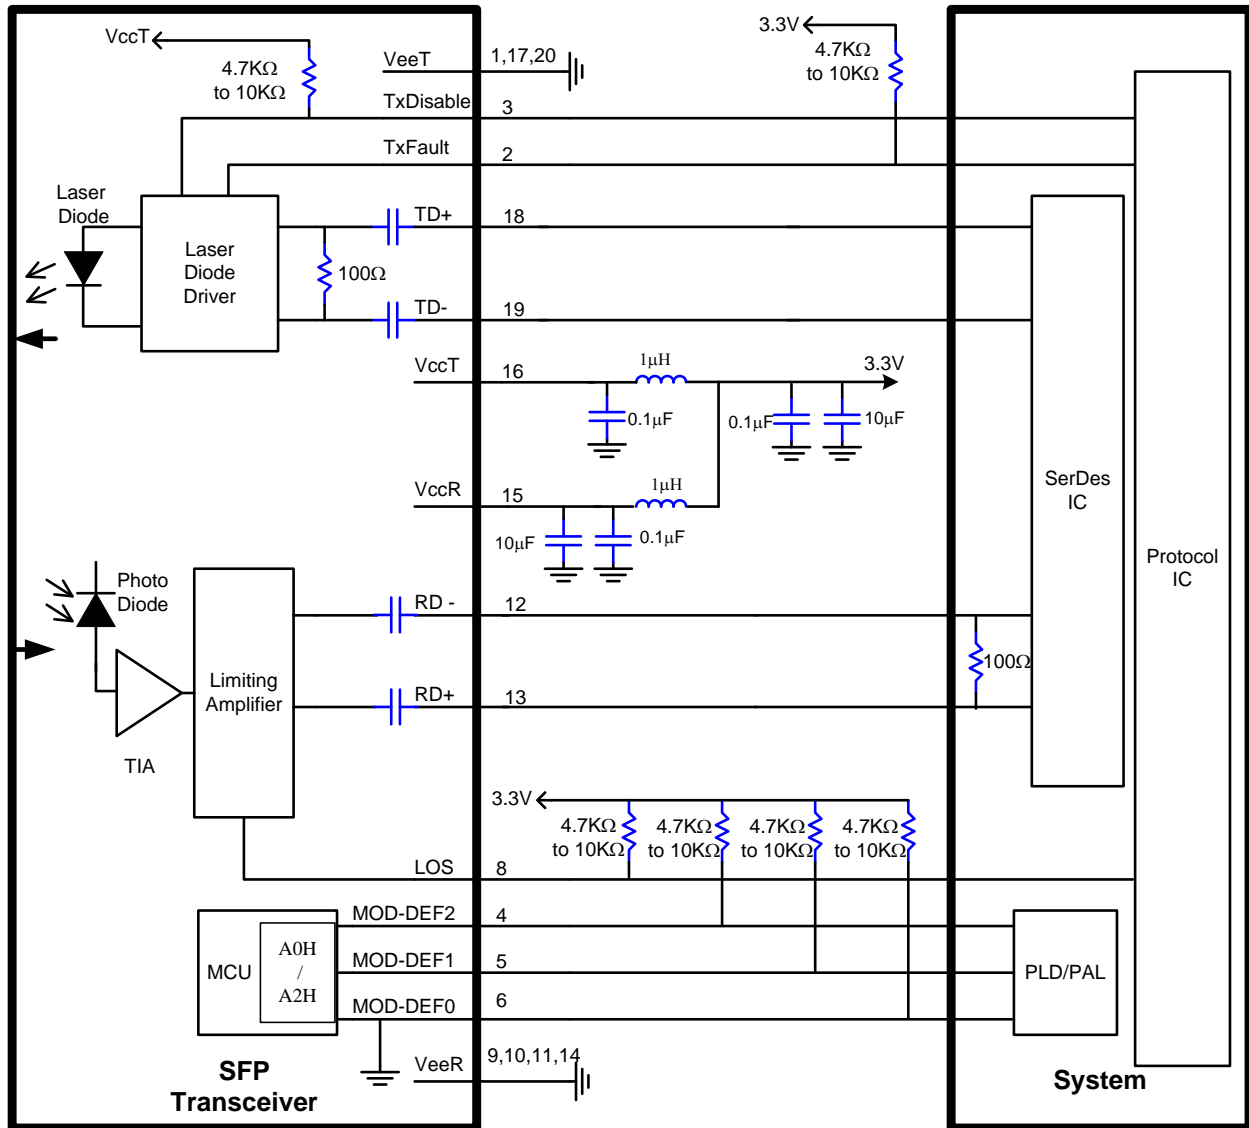 VccT
4.7KΩ
to 10KΩ
VeeT
1,17,20
3.3V
4.7KΩ
to 10KΩ
TxDisable
3
TxFault
2
Laser
Diode
Laser
Diode
Driver
100Ω
TD+
18
TD-
19
VccT
16
1μH
3.3V
0.1μF
0.1μF
10μF
VccR
15
1μH
10μF
0.1μF
SerDes
IC
Protocol
IC
Photo
Diode
TIA
Limiting
Amplifier
RD -
12
RD+
13
100Ω
3.3V
4.7KΩ
to 10KΩ
4.7KΩ
to 10KΩ
4.7KΩ
to 10KΩ
4.7KΩ
to 10KΩ
LOS
8
MCU
A0H
/
A2H
MOD-DEF2
4
MOD-DEF1
5
MOD-DEF0
6
PLD/PAL
VeeR
9,10,11,14
SFP
Transceiver
System